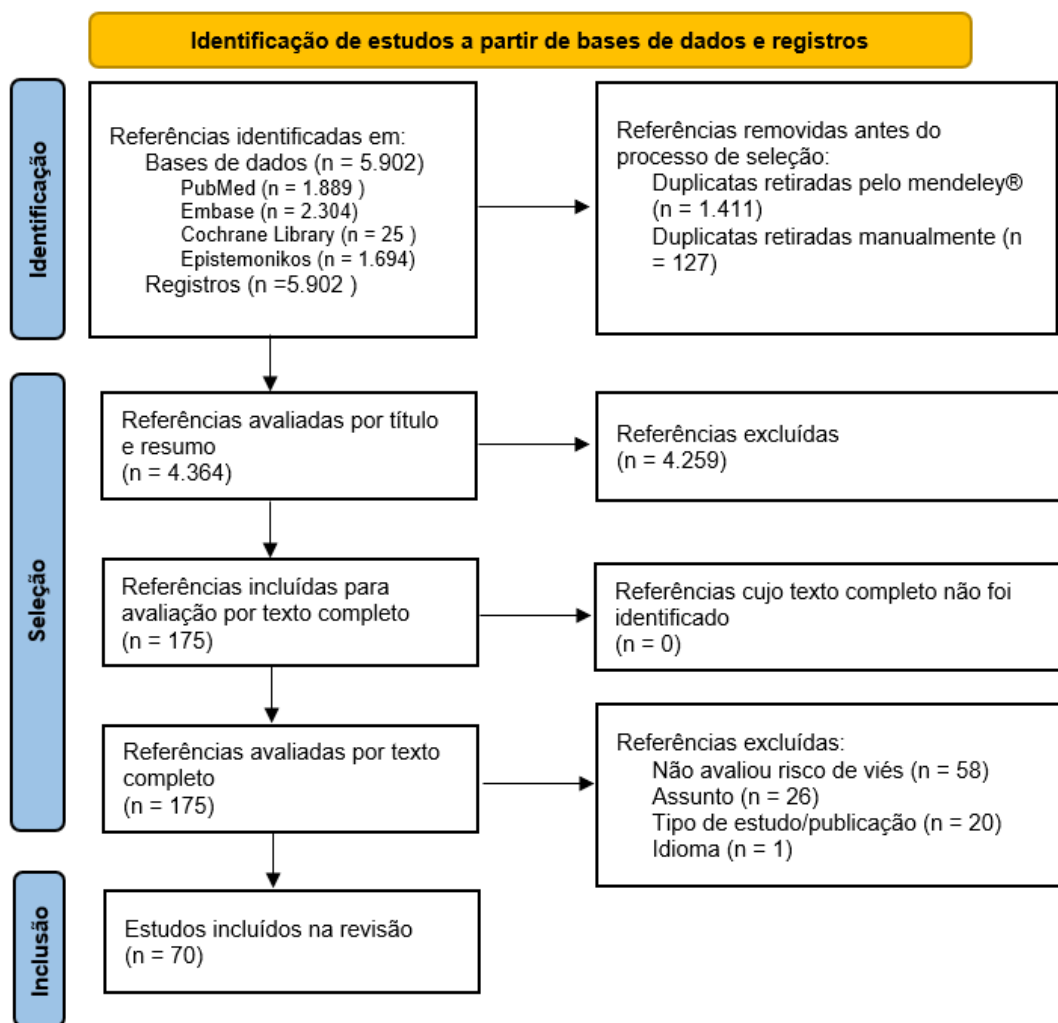 Identificação de estudos a partir de bases de dados e registros
Identificação
Referências identificadas em:
Bases de dados (n = 5.902)
PubMed (n = 1.889 )
Embase (n = 2.304)
Cochrane Library (n = 25 )
Epistemonikos (n = 1.694)
Registros (n =5.902 )
Referências removidas antes do
processo de seleção:
Duplicatas retiradas pelo mendeley®
(n = 1.411)
Duplicatas retiradas manualmente (n
= 127)
Seleção
Referências avaliadas por título
e resumo
(n = 4.364)
Referências excluídas
(n = 4.259)
Referências incluídas para
avaliação por texto completo
(n = 175)
Referências cujo texto completo não foi
identificado
(n = 0)
Referências avaliadas por texto
completo
(n = 175)
Referências excluídas:
Não avaliou risco de viés (n = 58)
Assunto (n = 26)
Tipo de estudo/publicação (n = 20)
Idioma (n = 1)
Inclusão
Estudos incluídos na revisão
(n = 70)